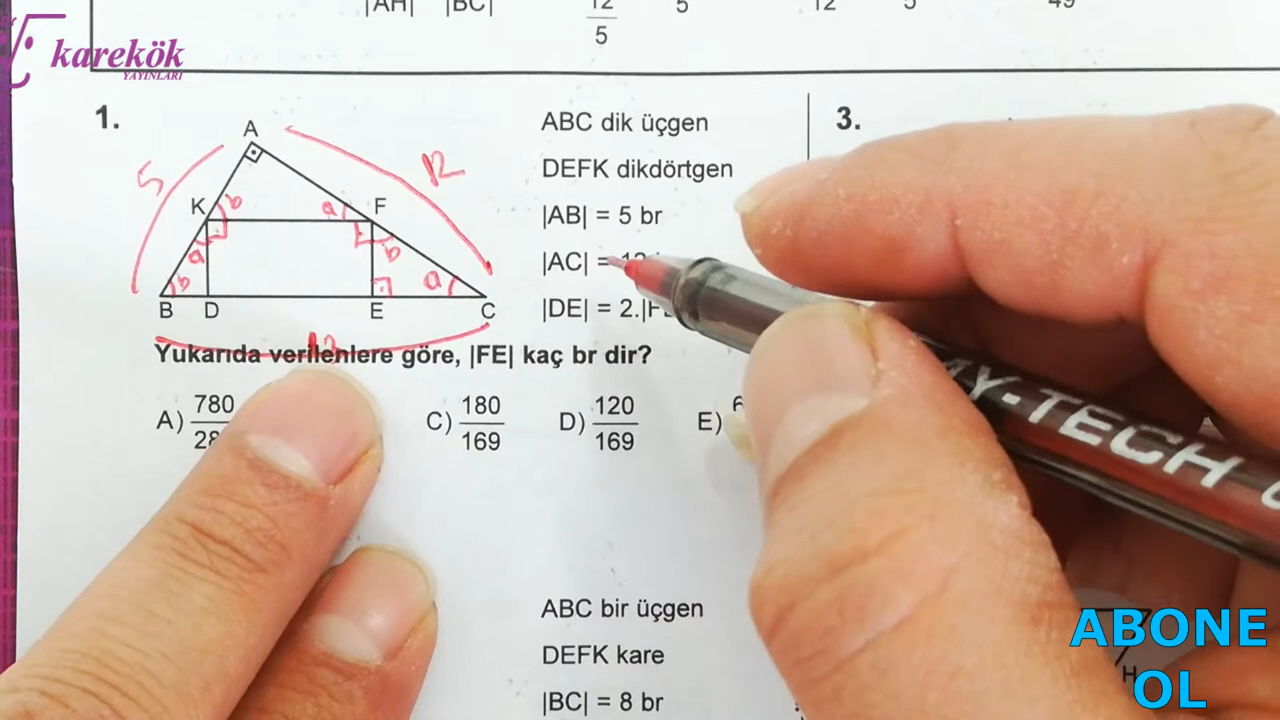 |AH| |BC| 12 5 5 12 5 49
karekök
YAYINLARI
1.
ABC dik üçgen
DEFK dikdörtgen
|AB| = 5 br
|AC| =
|DE| = 2.
A
K
F
B D E C
5
12
b
a
a
b
b
a
Yukarıda verilenlere göre, |FE| kaç br dir?
A) 780
C) 180/169
D) 120/169
E)
3.
ABC bir üçgen
DEFK kare
|BC| = 8 br
AY-TECH
H
ABONE
OL